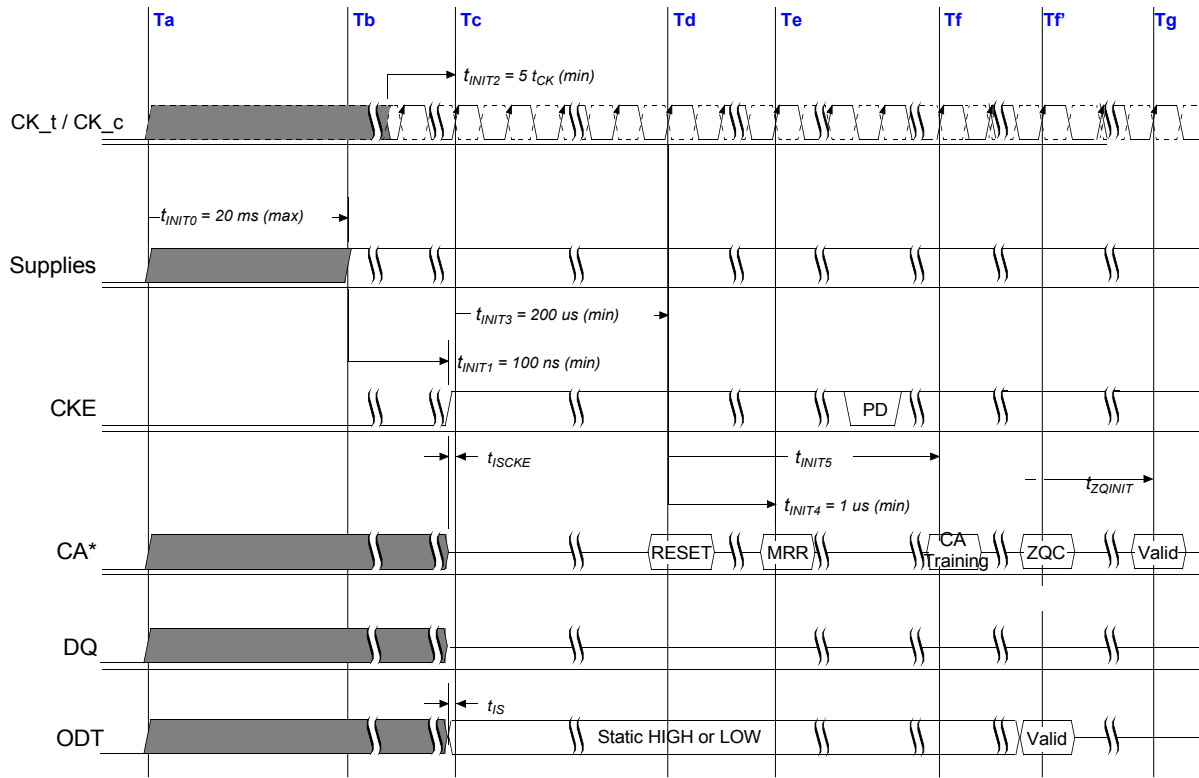 Ta Tb Tc Td Te Tf Tf’ Tg
tINIT2 = 5 tCK (min)
CK_t / CK_c
tINIT0 = 20 ms (max)
Supplies
tINIT3 = 200 us (min)
tINIT1 = 100 ns (min)
CKE PD
tISCKE tINIT5
tZQINIT
tINIT4 = 1 us (min)
CA* RESET MRR CA Training ZQC Valid
DQ
tIS
ODT Static HIGH or LOW Valid